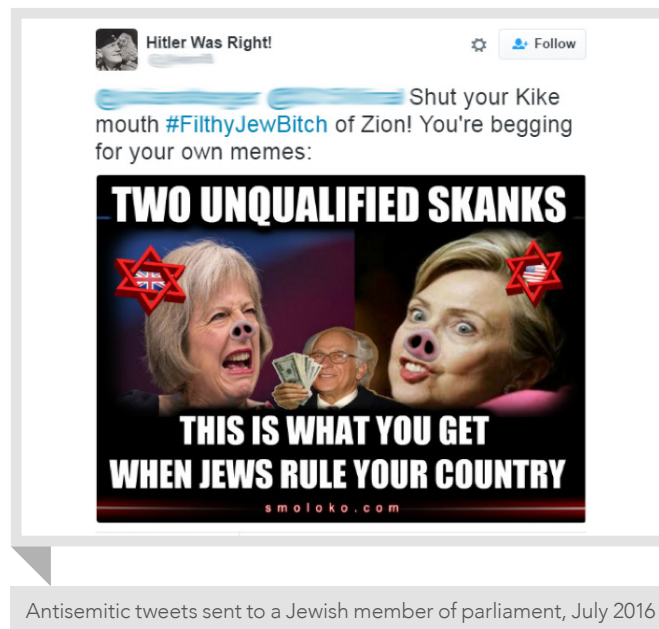 Hitler Was Right!
Follow
Shut your Kike
mouth #FilthyJewBitch of Zion! You're begging
for your own memes:
TWO UNQUALIFIED SKANKS
THIS IS WHAT YOU GET
WHEN JEWS RULE YOUR COUNTRY
smoloko.com
Antisemitic tweets sent to a Jewish member of parliament, July 2016